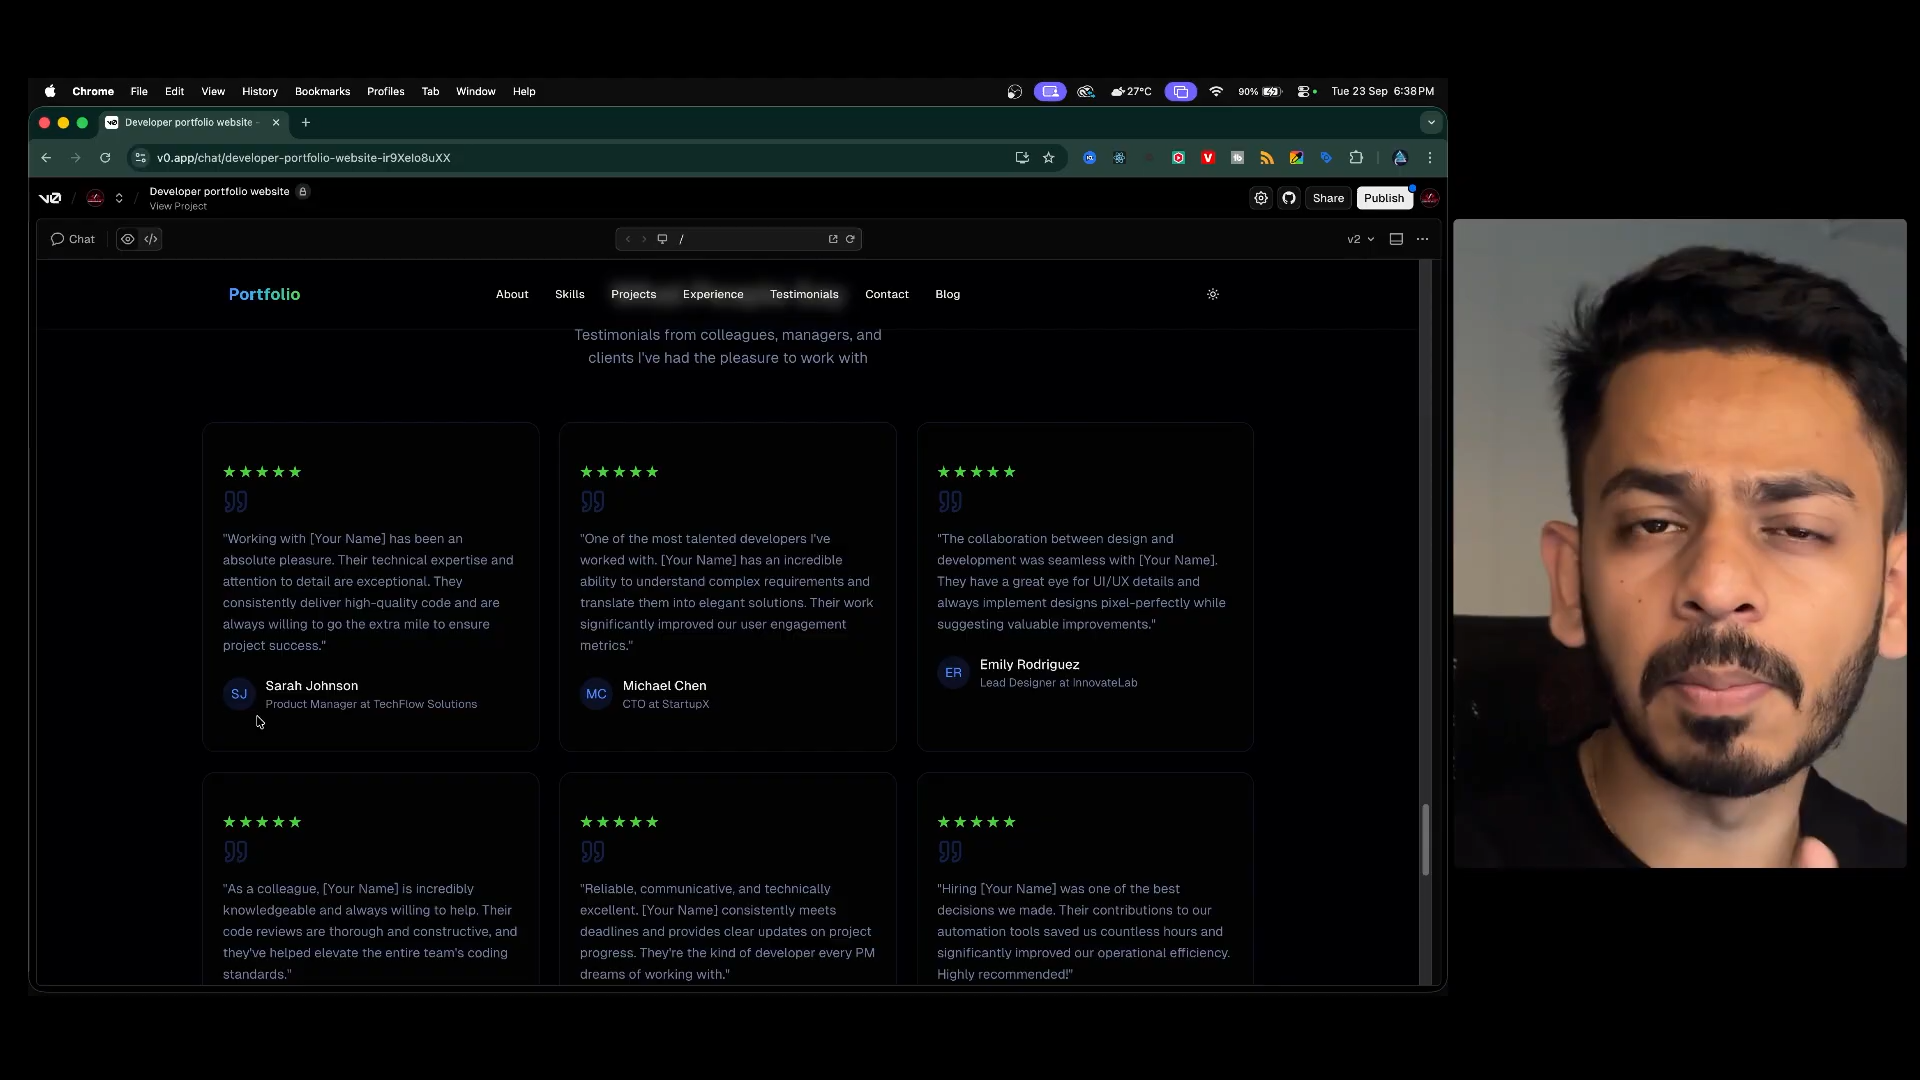 Chrome File Edit View History Bookmarks Profiles Tab Window Help
27°C 90% Tue 23 Sep 6:38 PM
Developer portfolio website -
v0.app/chat/developer-portfolio-website-ir9Xelo8uXX
v0 / / Developer portfolio website
View Project
Share Publish
Chat / v2
Portfolio About Skills Projects Experience Testimonials Contact Blog
Testimonials from colleagues, managers, and
clients I've had the pleasure to work with
"Working with [Your Name] has been an
absolute pleasure. Their technical expertise and
attention to detail are exceptional. They
consistently deliver high-quality code and are
always willing to go the extra mile to ensure
project success."
SJ Sarah Johnson
Product Manager at TechFlow Solutions
"One of the most talented developers I've
worked with. [Your Name] has an incredible
ability to understand complex requirements and
translate them into elegant solutions. Their work
significantly improved our user engagement
metrics."
MC Michael Chen
CTO at StartupX
"The collaboration between design and
development was seamless with [Your Name].
They have a great eye for UI/UX details and
always implement designs pixel-perfectly while
suggesting valuable improvements."
ER Emily Rodriguez
Lead Designer at InnovateLab
"As a colleague, [Your Name] is incredibly
knowledgeable and always willing to help. Their
code reviews are thorough and constructive, and
they've helped elevate the entire team's coding
standards."
"Reliable, communicative, and technically
excellent. [Your Name] consistently meets
deadlines and provides clear updates on project
progress. They're the kind of developer every PM
dreams of working with."
"Hiring [Your Name] was one of the best
decisions we made. Their contributions to our
automation tools saved us countless hours and
significantly improved our operational efficiency.
Highly recommended!"